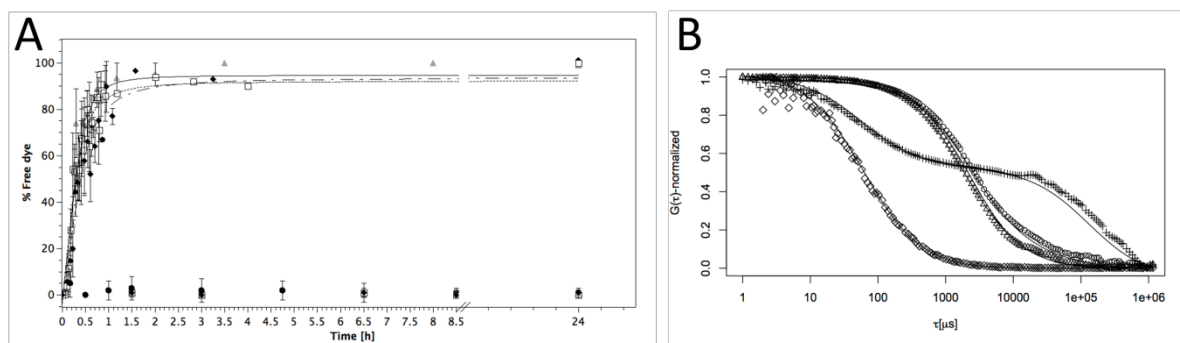 A
% Free dye
100
80
60
40
20
0
0 0.5 1 1.5 2 2.5 3 3.5 4 4.5 5 5.5 6 6.5 7 7.5 8 8.5 24
Time [h]
B
G(τ)-normalized
1.0
0.8
0.6
0.4
0.2
0.0
1 10 100 1000 10000 1e+05 1e+06
τ[µs]